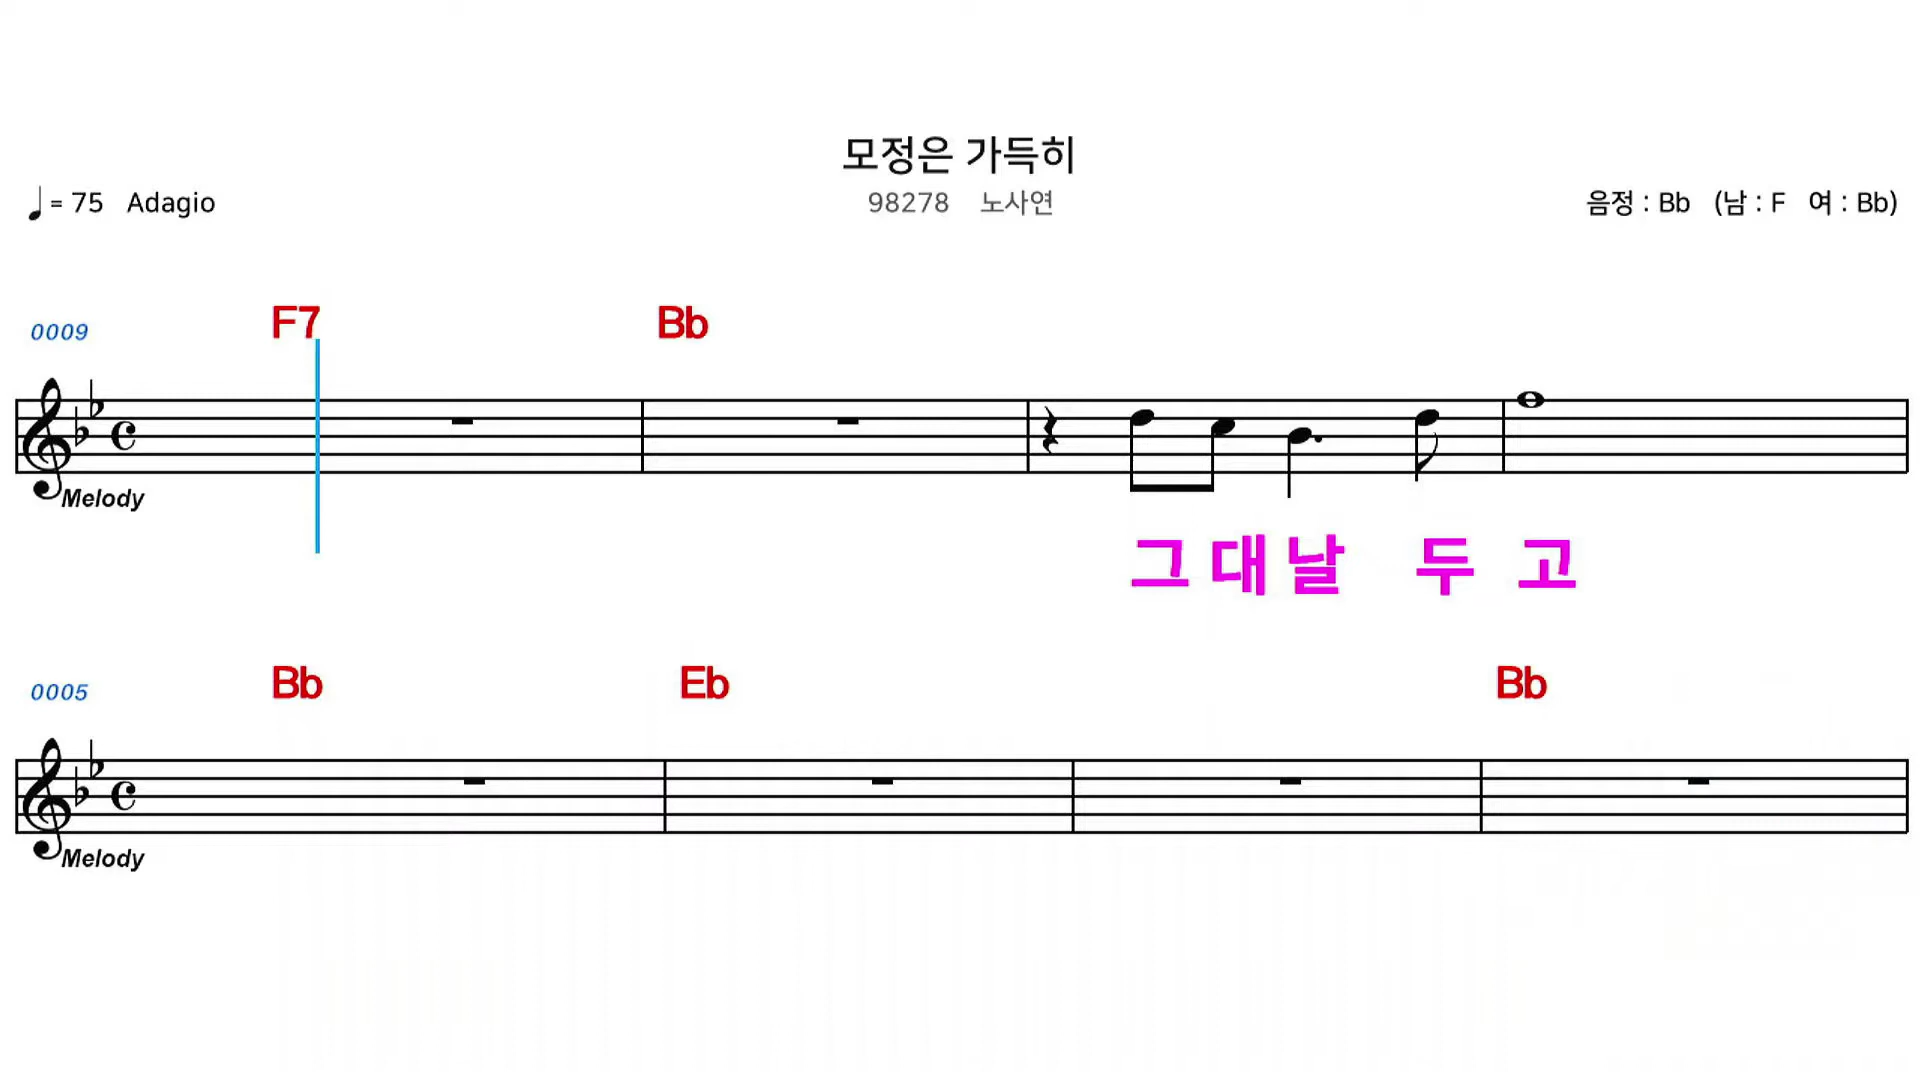 모정은 가득히
= 75 Adagio 98278 노사연 음정 : Bb (남 : F 여 : Bb)
0009 F7 Bb
Melody
그 대 날 두 고
0005 Bb Eb Bb
Melody